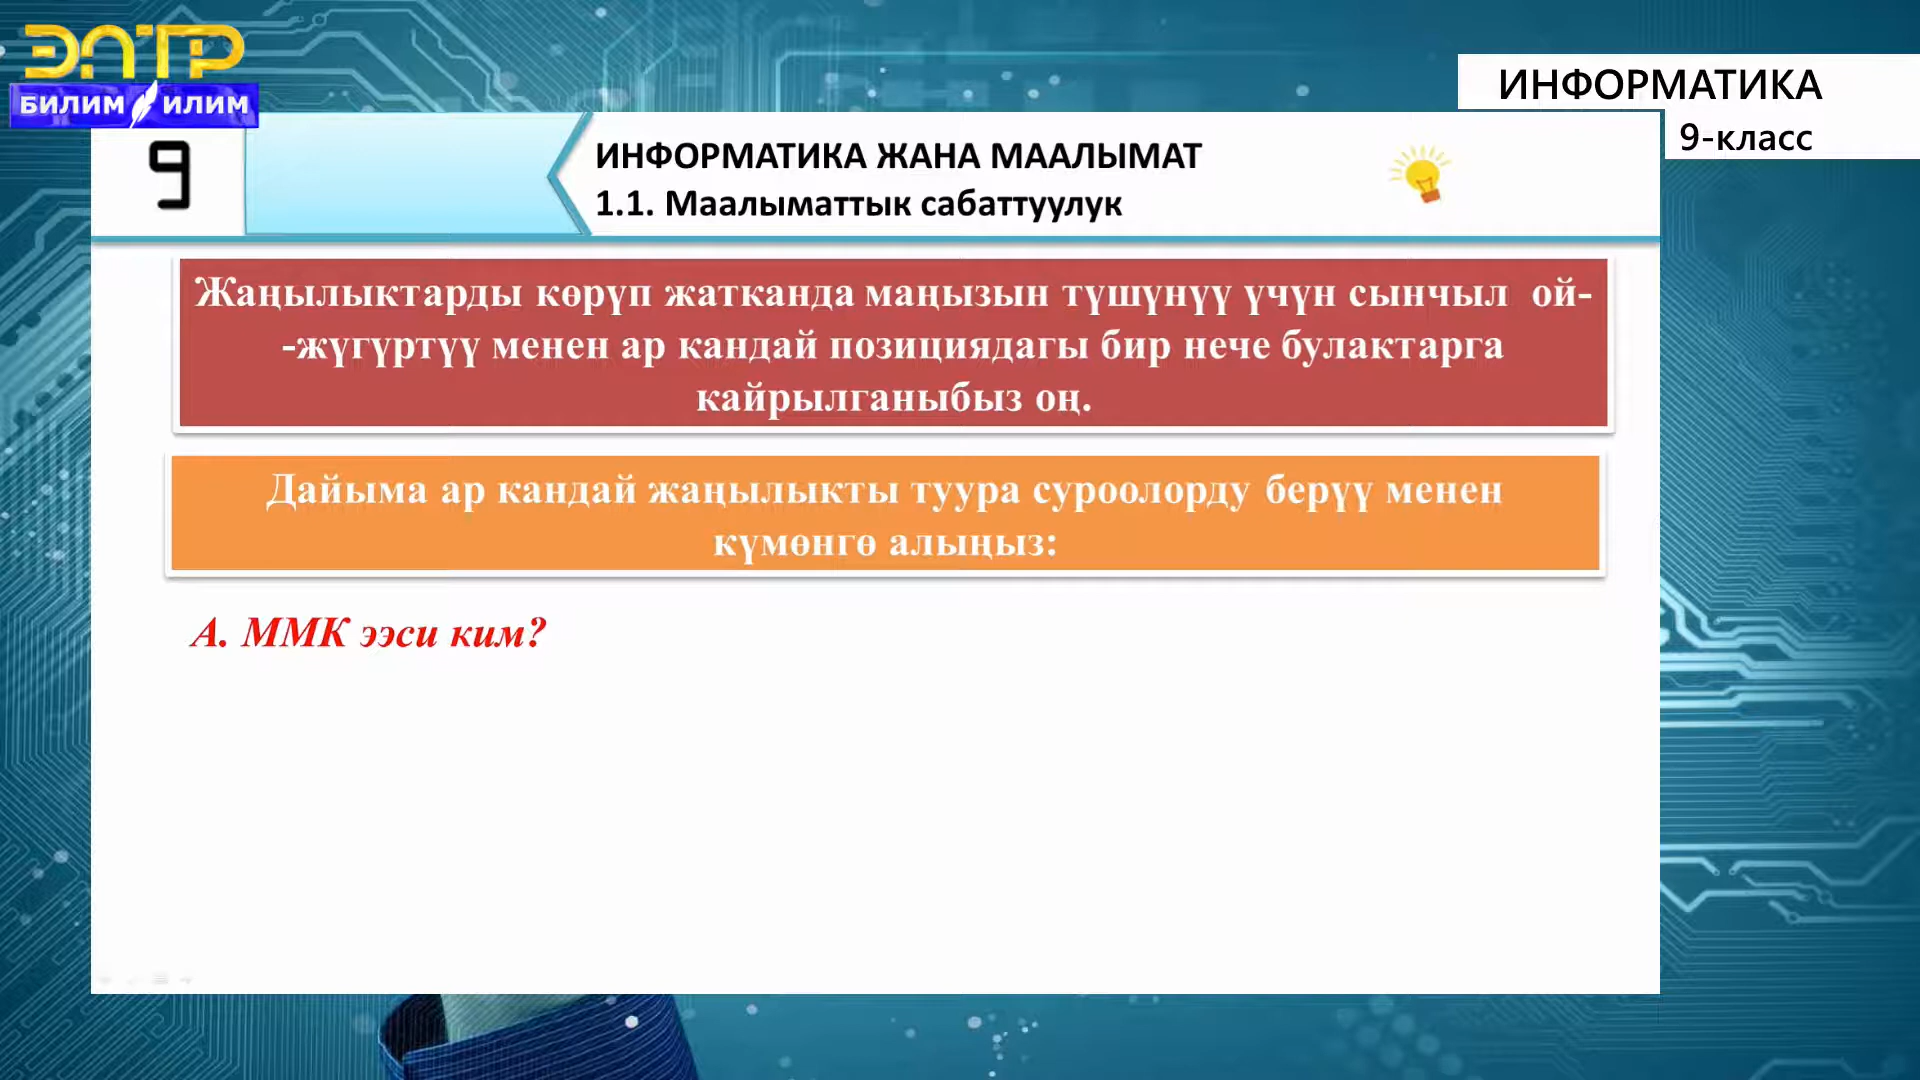 ЭЛТР
БИЛИМ ИЛИМ
ИНФОРМАТИКА
9-класс
9
ИНФОРМАТИКА ЖАНА МААЛЫМАТ
1.1. Маалыматтык сабаттуулук
Жаңылыктарды көрүп жатканда маңызын түшүнүү үчүн сынчыл ой-
-жүгүртүү менен ар кандай позициядагы бир нече булактарга
кайрылганыбыз оң.
Дайыма ар кандай жаңылыкты туура суроолорду берүү менен
күмөнгө алыңыз:
А. ММК ээси ким?